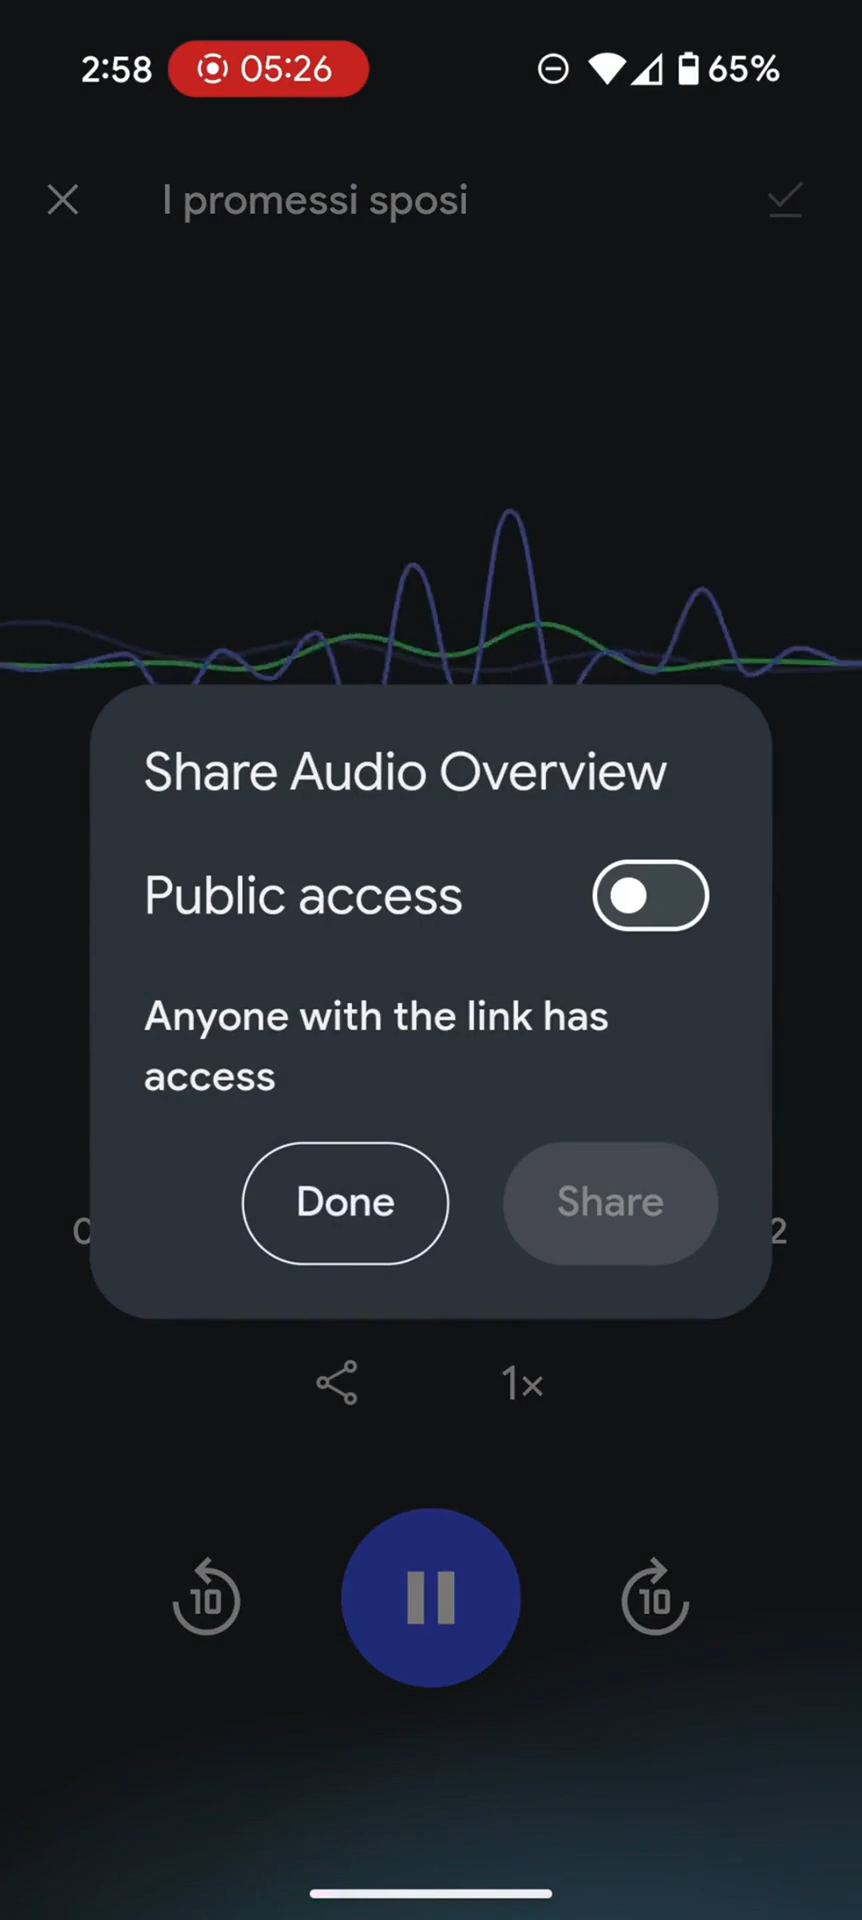 2:58 05:26 65%
I promessi sposi
Share Audio Overview
Public access
Anyone with the link has
access
Done Share
1×
10 10